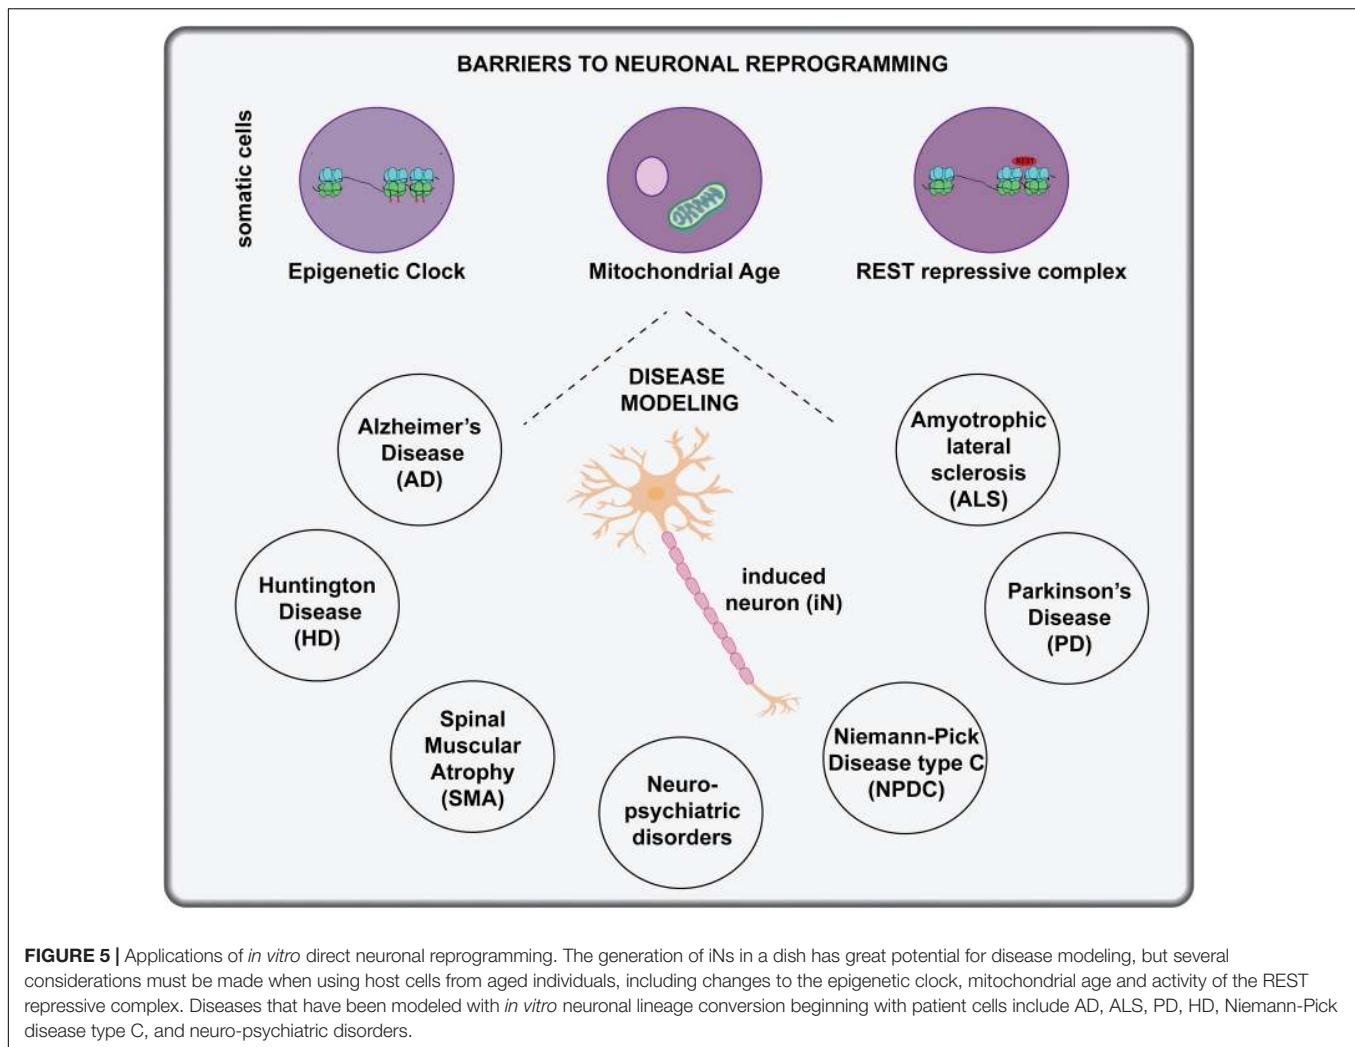 BARRIERS TO NEURONAL REPROGRAMMING
somatic cells
REST
Epigenetic Clock
Mitochondrial Age
REST repressive complex
DISEASE
MODELING
Alzheimer's
Disease
(AD)
Amyotrophic
lateral
sclerosis
(ALS)
Huntington
Disease
(HD)
induced
neuron (iN)
Parkinson's
Disease
(PD)
Spinal
Muscular
Atrophy
(SMA)
Neuro-
psychiatric
disorders
Niemann-Pick
Disease type C
(NPDC)
FIGURE 5 | Applications of in vitro direct neuronal reprogramming. The generation of iNs in a dish has great potential for disease modeling, but several
considerations must be made when using host cells from aged individuals, including changes to the epigenetic clock, mitochondrial age and activity of the REST
repressive complex. Diseases that have been modeled with in vitro neuronal lineage conversion beginning with patient cells include AD, ALS, PD, HD, Niemann-Pick
disease type C, and neuro-psychiatric disorders.